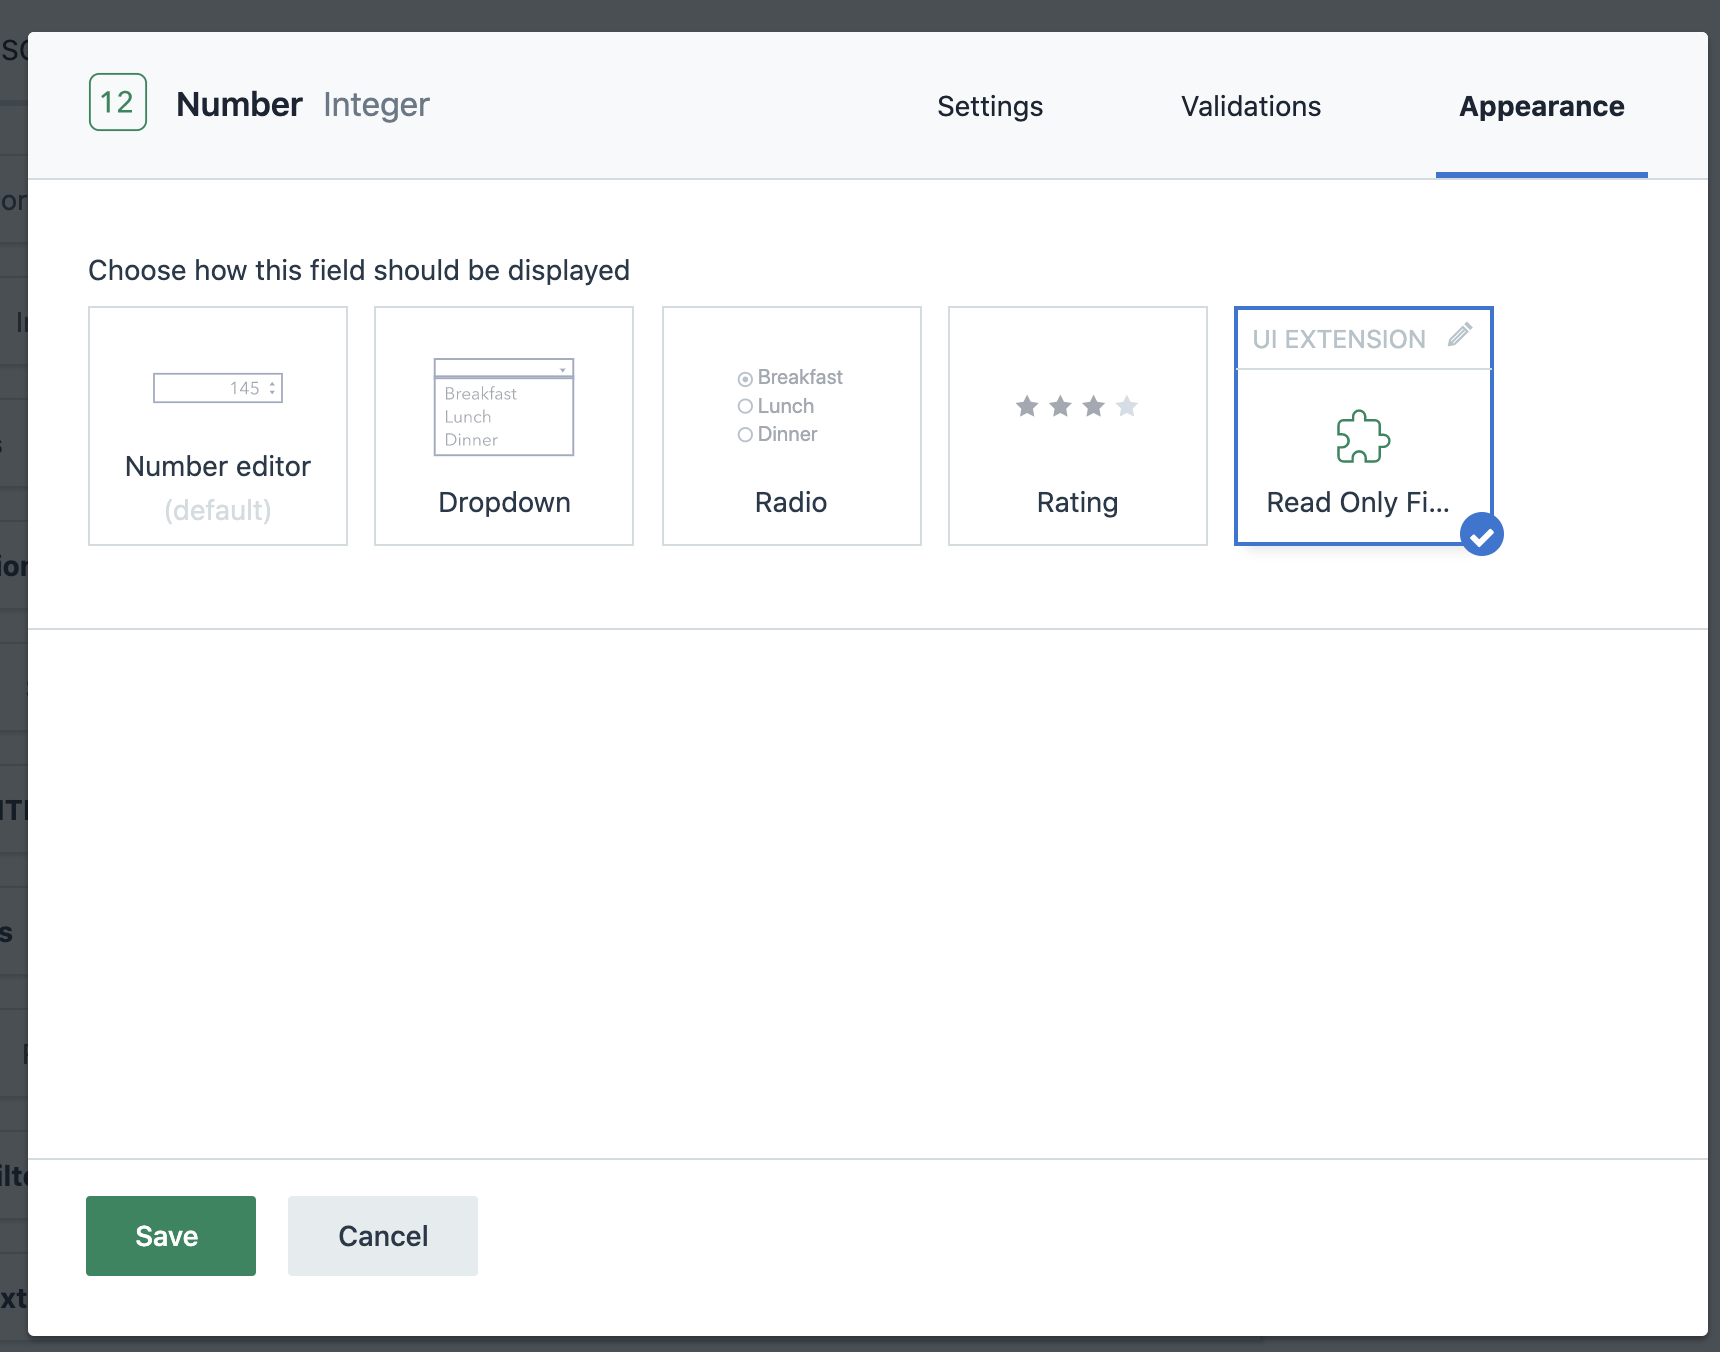 12
Number Integer
Settings
Validations
Appearance
Choose how this field should be displayed
145
Number editor
(default)
Breakfast
Lunch
Dinner
Dropdown
Breakfast
Lunch
Dinner
Radio
Rating
UI EXTENSION
Read Only Fi...
Save
Cancel